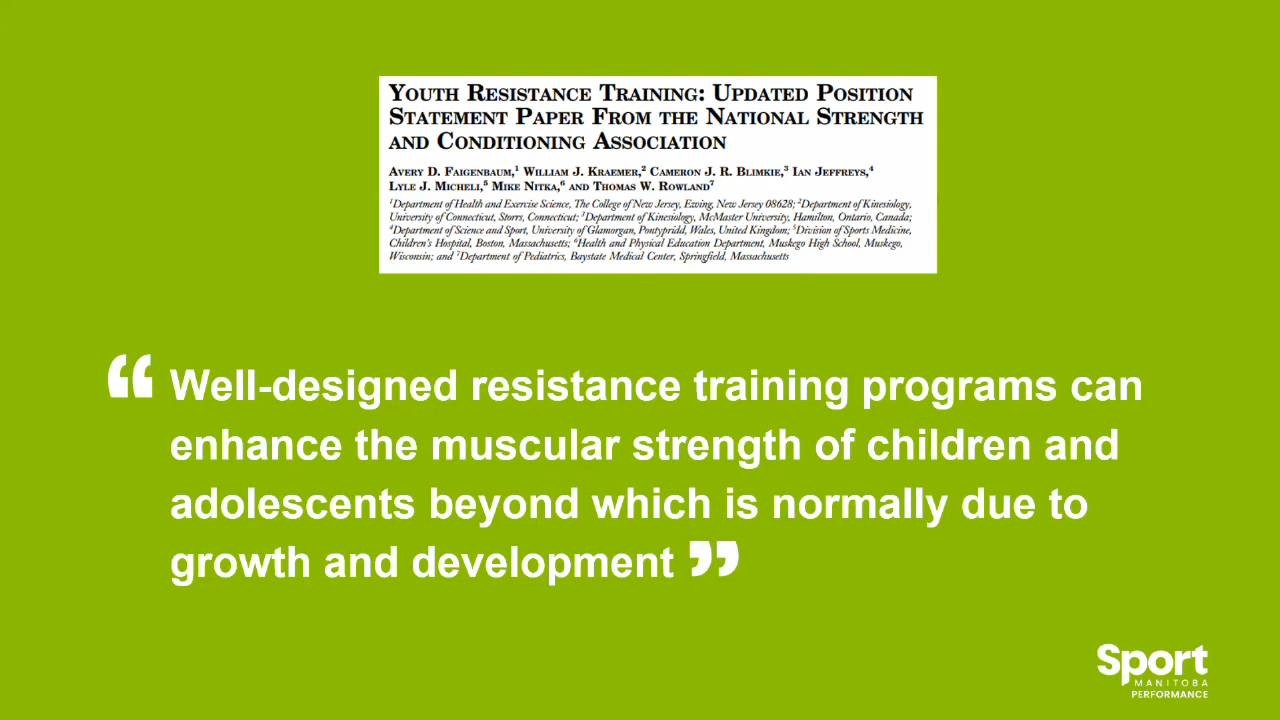 YOUTH RESISTANCE TRAINING: UPDATED POSITION
STATEMENT PAPER FROM THE NATIONAL STRENGTH
AND CONDITIONING ASSOCIATION
AVERY D. FAIGENBAUM,¹ WILLIAM J. KRAEMER,² CAMERON J. R. BLIMKIE,³ IAN JEFFREYS,⁴
LYLE J. MICHELI,⁵ MIKE NITKA,⁶ AND THOMAS W. ROWLAND⁷
¹Department of Health and Exercise Science, The College of New Jersey, Ewing, New Jersey 08628; ²Department of Kinesiology,
University of Connecticut, Storrs, Connecticut; ³Department of Kinesiology, McMaster University, Hamilton, Ontario, Canada;
⁴Department of Science and Sport, University of Glamorgan, Pontypridd, Wales, United Kingdom; ⁵Division of Sports Medicine,
Children's Hospital, Boston, Massachusetts; ⁶Health and Physical Education Department, Muskego High School, Muskego,
Wisconsin; and ⁷Department of Pediatrics, Baystate Medical Center, Springfield, Massachusetts
“ Well-designed resistance training programs can
enhance the muscular strength of children and
adolescents beyond which is normally due to
growth and development ”
Sport
MANITOBA
PERFORMANCE